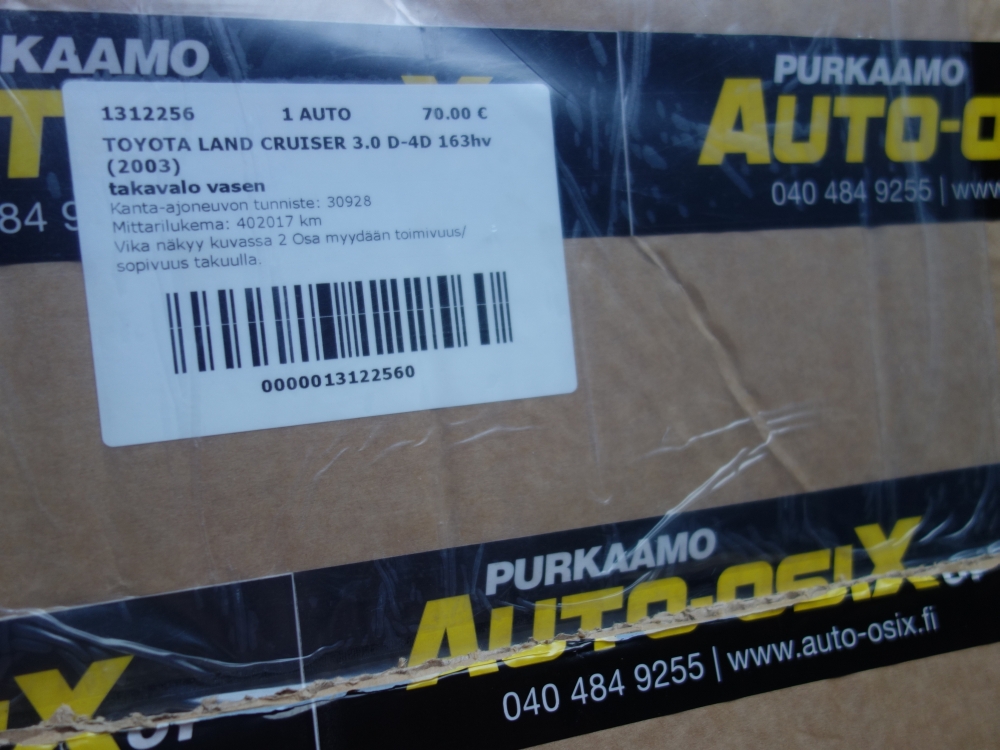 KAAMO
PURKAAMO
AUTO-O
040 484 9255 | www
84 9
1312256 1 AUTO 70.00 €
TOYOTA LAND CRUISER 3.0 D-4D 163hv
(2003)
takavalo vasen
Kanta-ajoneuvon tunniste: 30928
Mittarilukema: 402017 km
Vika näkyy kuvassa 2 Osa myydään toimivuus/
sopivuus takuulla.
0000013122560
PURKAAMO
AUTO-OSIX
040 484 9255 | www.auto-osix.fi
X
OY